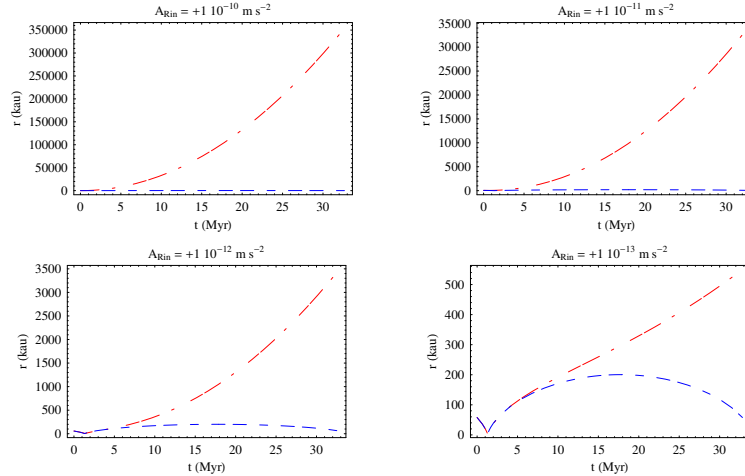 A_Rin = +1 10^-10 m s^-2
350000
300000
250000
200000
150000
100000
50000
0
r (kau)
0 5 10 15 20 25 30
t (Myr)
A_Rin = +1 10^-11 m s^-2
35000
30000
25000
20000
15000
10000
5000
0
r (kau)
0 5 10 15 20 25 30
t (Myr)
A_Rin = +1 10^-12 m s^-2
3500
3000
2500
2000
1500
1000
500
0
r (kau)
0 5 10 15 20 25 30
t (Myr)
A_Rin = +1 10^-13 m s^-2
500
400
300
200
100
0
r (kau)
0 5 10 15 20 25 30
t (Myr)